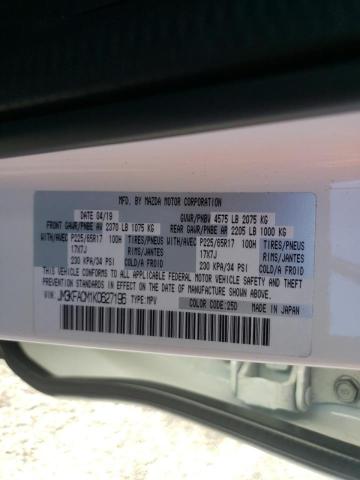 MFD. BY MAZDA MOTOR CORPORATION
DATE 04/19 GVWR/PNBV 4575 LB 2075 KG
FRONT GAWR/PNBE AV 2370 LB 1075 KG REAR GAWR/PNBE AR 2205 LB 1000 KG
WITH/AVEC P225/65R17 100H TIRES/PNEUS WITH/AVEC P225/65R17 100H TIRES/PNEUS
17X7J RIMS/JANTES 17X7J RIMS/JANTES
230 KPA/34 PSI COLD/FROID 230 KPA/34 PSI COLD/FROID
THIS VEHICLE CONFORMS TO ALL APPLICABLE FEDERAL MOTOR VEHICLE SAFETY,
BUMPER, AND THEFT PREVENTION STANDARDS IN EFFECT ON THE DATE OF
MANUFACTURE SHOWN ABOVE.
VIN: JM3KFACM1K0627196 TYPE: MPV COLOR CODE: 25D MADE IN JAPAN